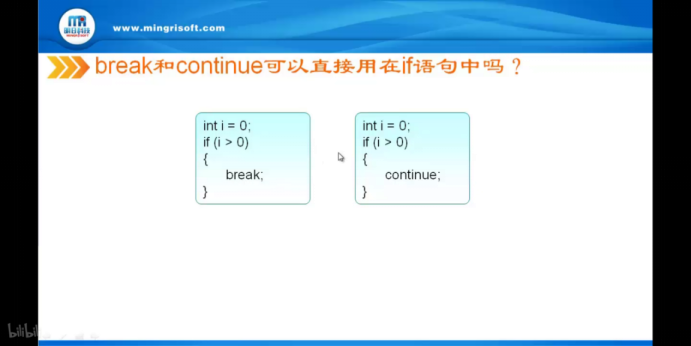 www.mingrisoft.com
break和continue可以直接用在if语句中吗？
int i = 0;
if (i > 0)
{
break;
}
int i = 0;
if (i > 0)
{
continue;
}